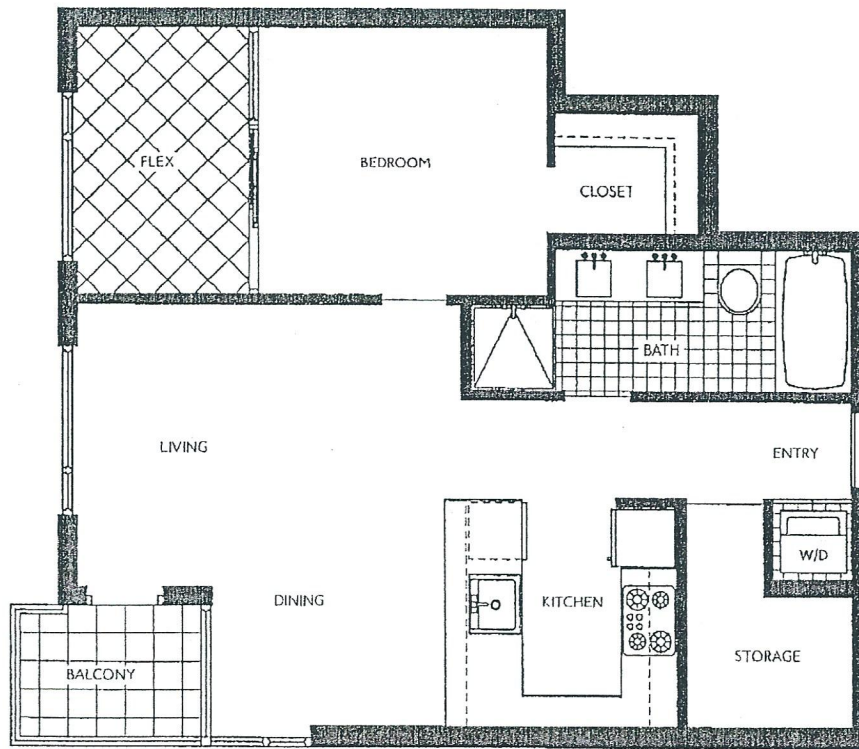 FLEX
BEDROOM
CLOSET
BATH
LIVING
ENTRY
W/D
DINING
KITCHEN
STORAGE
BALCONY